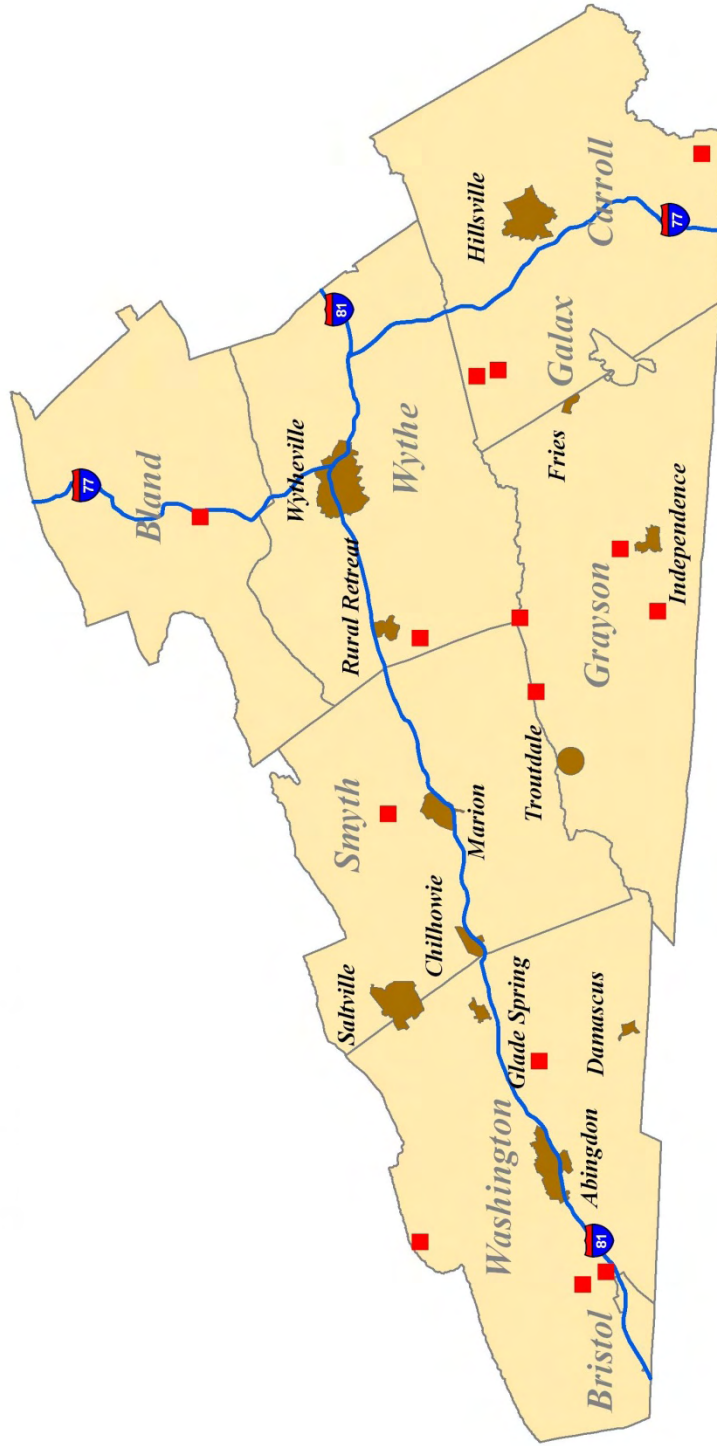 77
Bland
81
Wytheville
Wythe
Rural Retreat
Hillsville
Carroll
77
Galax
Fries
Independence
Grayson
Troutdale
Smyth
Marion
Chilhowie
Saltville
Glade Spring
Damascus
Washington
Abingdon
81
Bristol